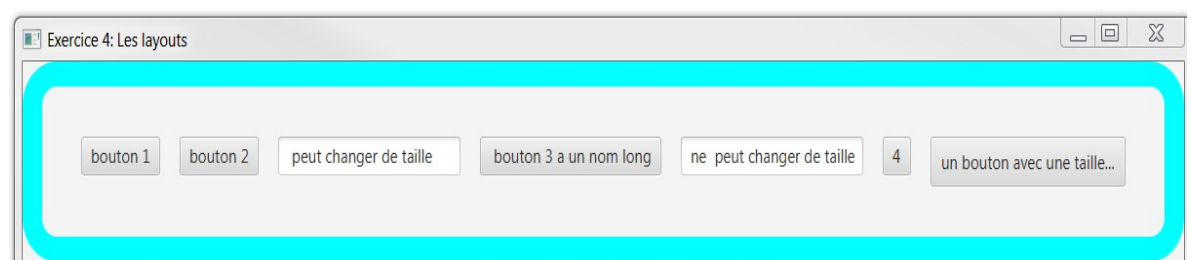 Exercice 4: Les layouts
bouton 1 bouton 2 peut changer de taille bouton 3 a un nom long ne peut changer de taille 4 un bouton avec une taille...